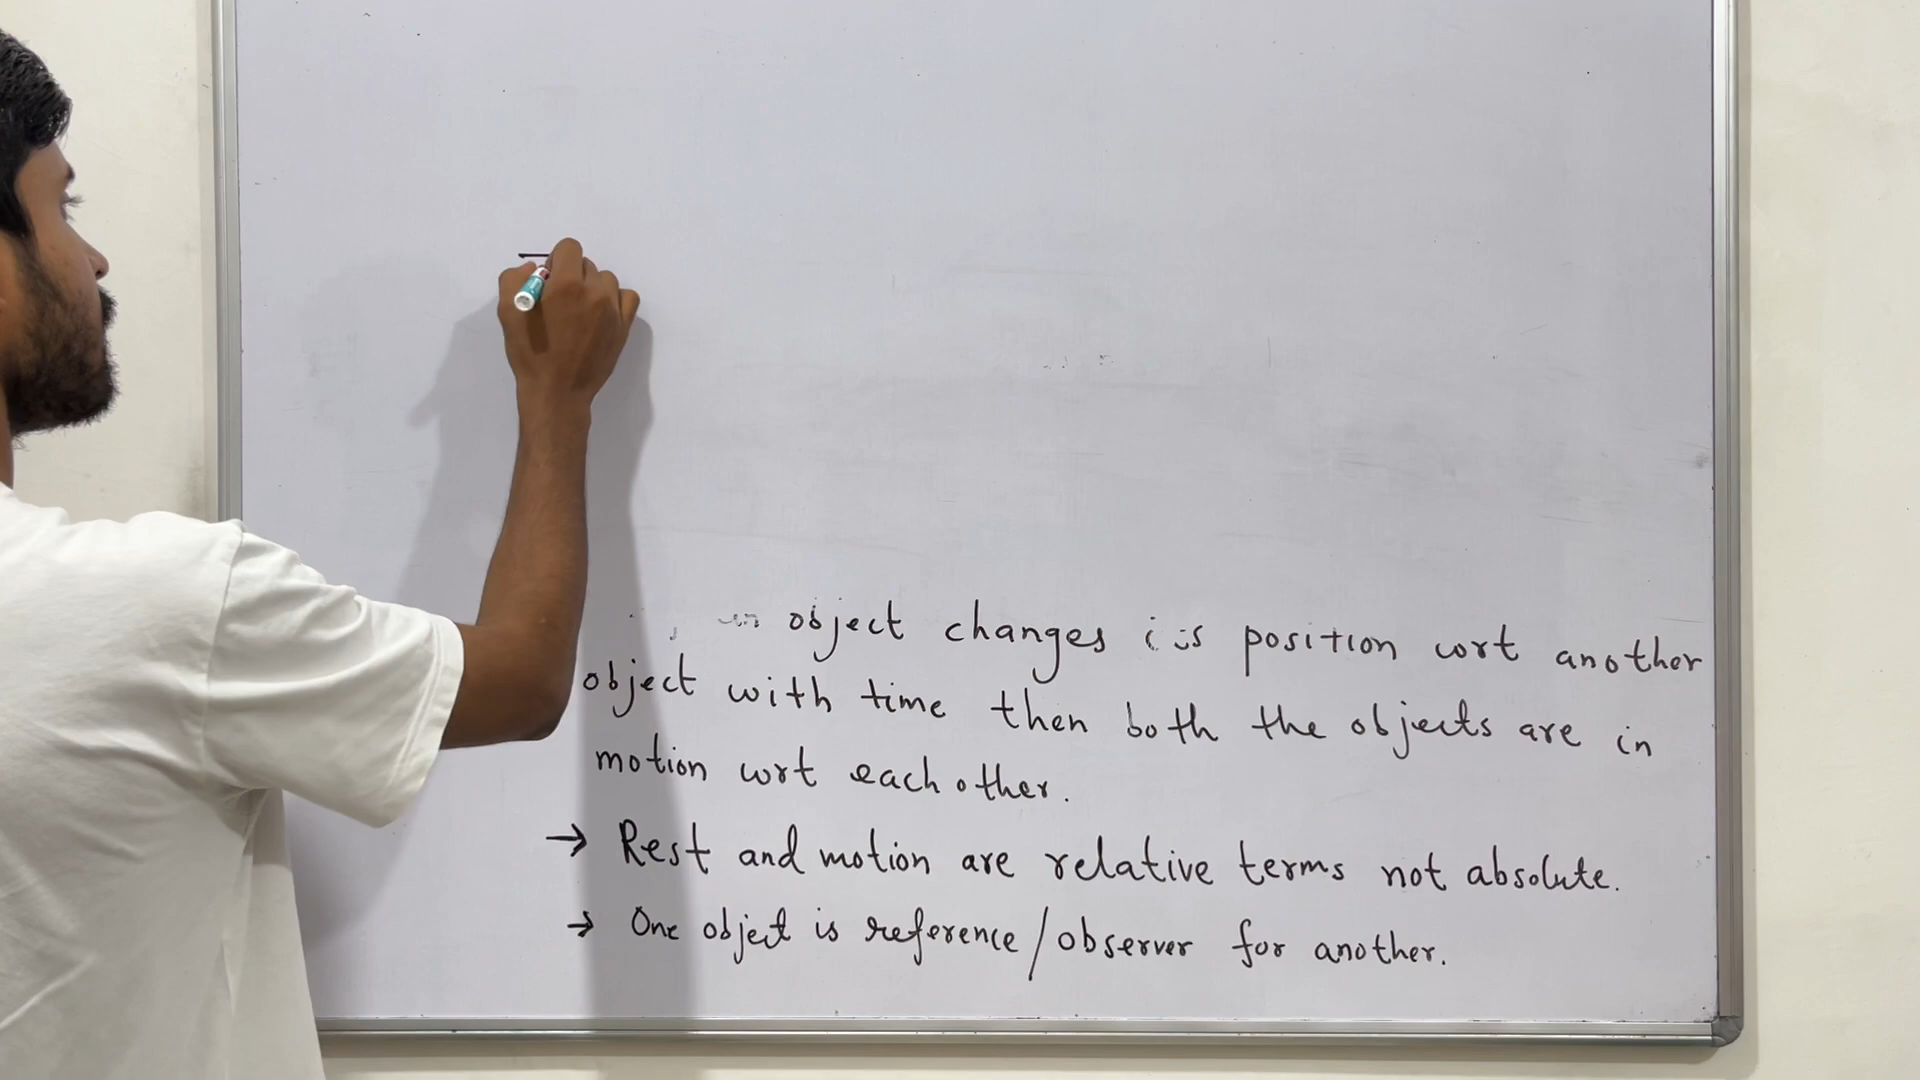 object changes its position wrt another
object with time then both the objects are in
motion wrt each other.
→ Rest and motion are relative terms not absolute.
→ One object is reference/observer for another.